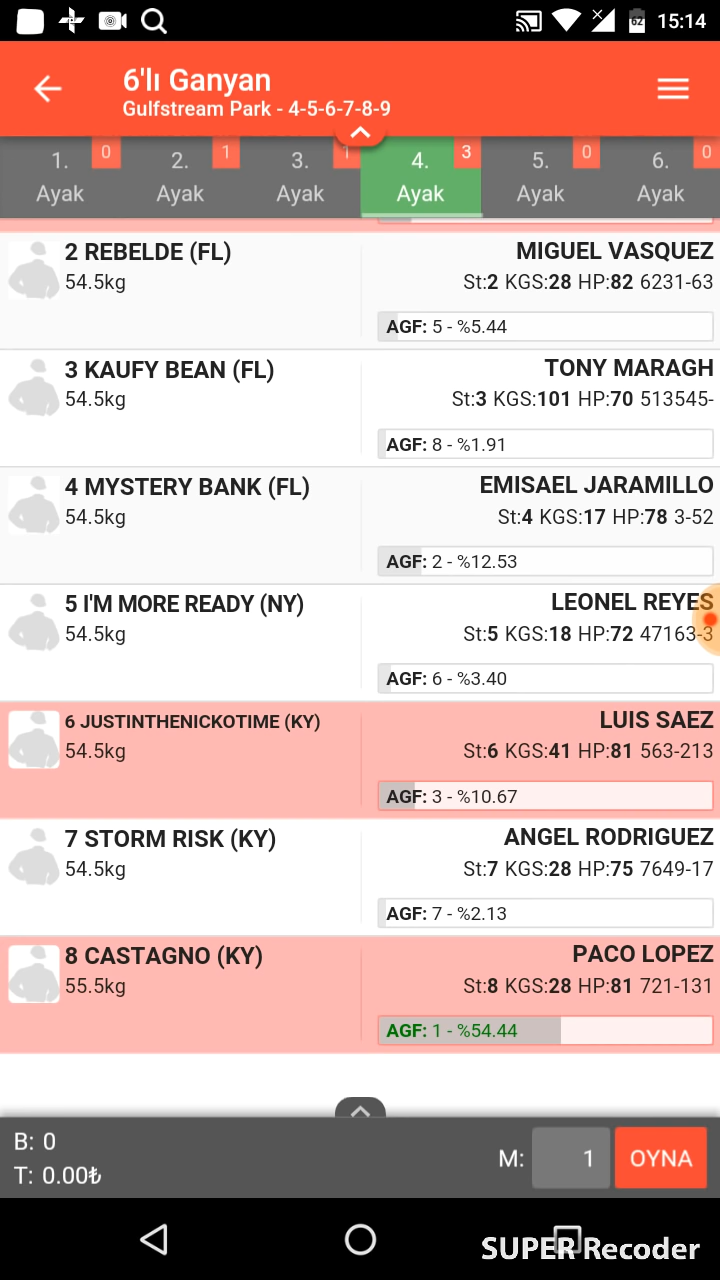 62 15:14
6'lı Ganyan
Gulfstream Park - 4-5-6-7-8-9
1. Ayak 0
2. Ayak 1
3. Ayak 1
4. Ayak 3
5. Ayak 0
6. Ayak 0
2 REBELDE (FL) MIGUEL VASQUEZ
54.5kg St:2 KGS:28 HP:82 6231-63
AGF: 5 - %5.44
3 KAUFY BEAN (FL) TONY MARAGH
54.5kg St:3 KGS:101 HP:70 513545-
AGF: 8 - %1.91
4 MYSTERY BANK (FL) EMISAEL JARAMILLO
54.5kg St:4 KGS:17 HP:78 3-52
AGF: 2 - %12.53
5 I'M MORE READY (NY) LEONEL REYES
54.5kg St:5 KGS:18 HP:72 47163-3
AGF: 6 - %3.40
6 JUSTINTHENICKOTIME (KY) LUIS SAEZ
54.5kg St:6 KGS:41 HP:81 563-213
AGF: 3 - %10.67
7 STORM RISK (KY) ANGEL RODRIGUEZ
54.5kg St:7 KGS:28 HP:75 7649-17
AGF: 7 - %2.13
8 CASTAGNO (KY) PACO LOPEZ
55.5kg St:8 KGS:28 HP:81 721-131
AGF: 1 - %54.44
B: 0
T: 0.00₺
M: 1 OYNA
SUPER Recoder